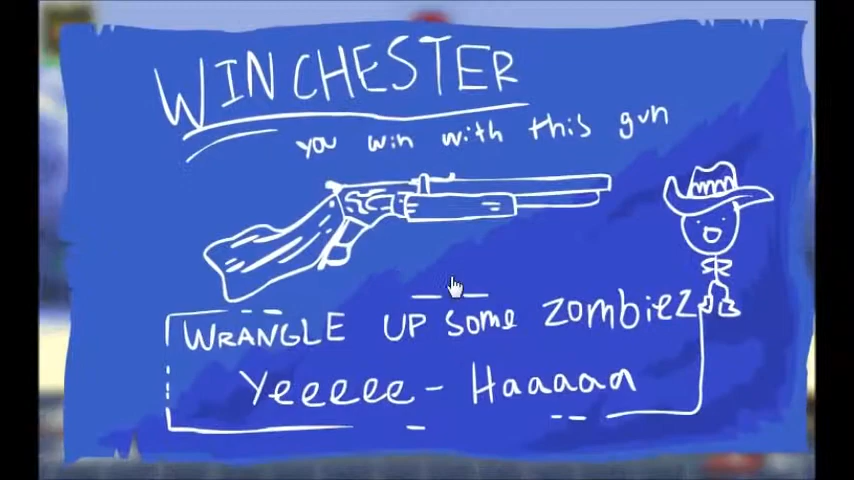 WINCHESTER
you win with this gun
WRANGLE UP Some Zombiez
Yeeeee - Haaaaa